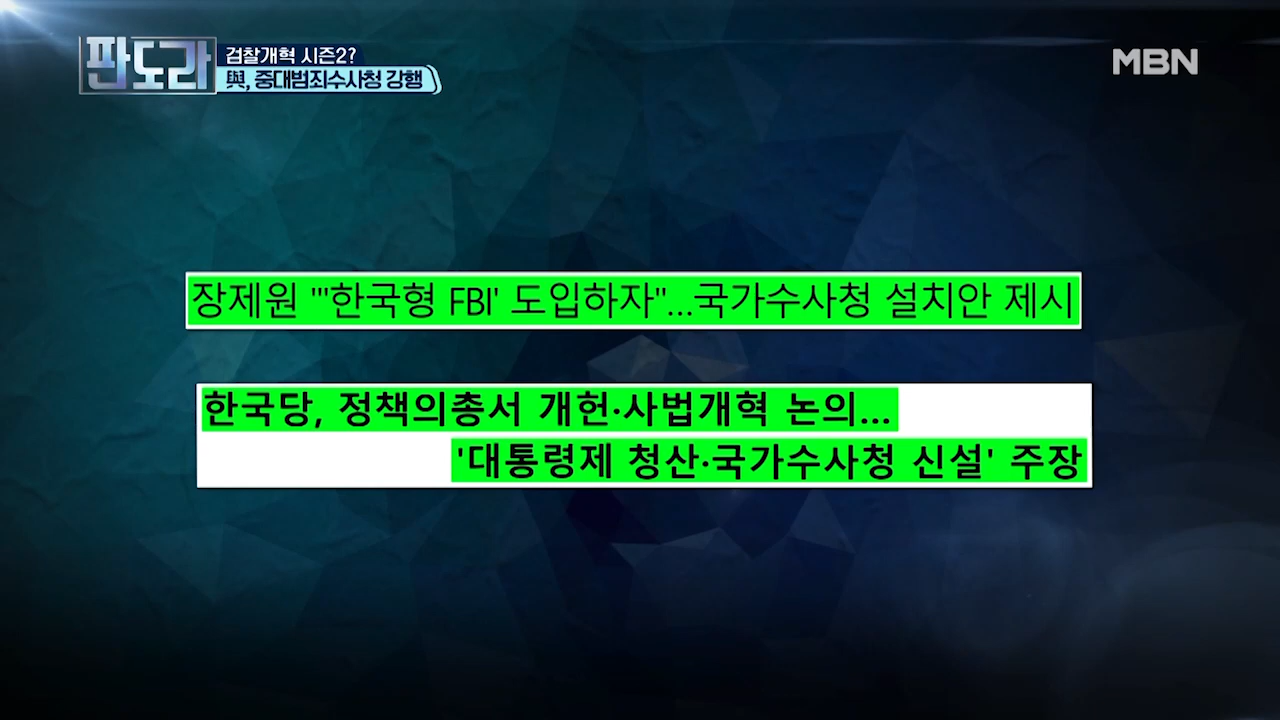 판도라
검찰개혁 시즌2?
與, 중대범죄수사청 강행
MBN
장제원 "'한국형 FBI' 도입하자"...국가수사청 설치안 제시
한국당, 정책의총서 개헌·사법개혁 논의...
'대통령제 청산·국가수사청 신설' 주장